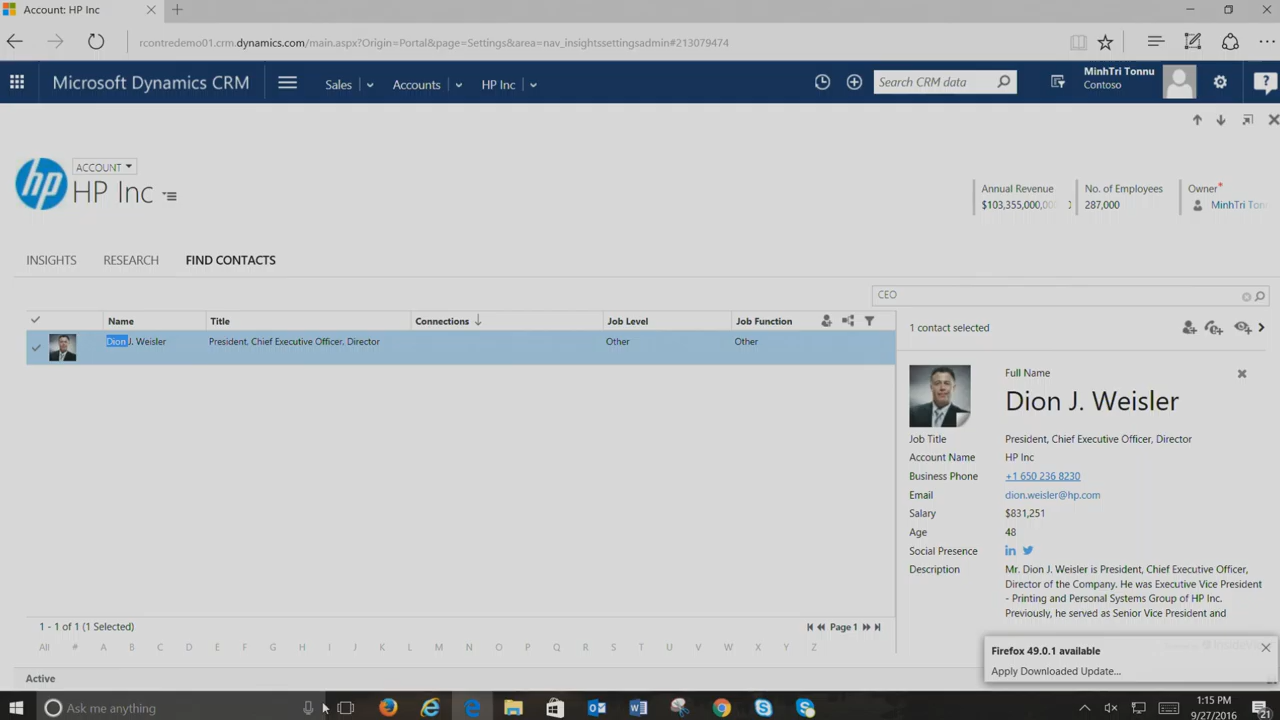 Account: HP Inc
rcontredemo01.crm.dynamics.com/main.aspx?Origin=Portal&page=Settings&area=nav_insightssettingsadmin#213079474
Microsoft Dynamics CRM
Sales
Accounts
HP Inc
Search CRM data
MinhTri Tonnu
Contoso
hp
ACCOUNT
HP Inc
Annual Revenue
$103,355,000,000
No. of Employees
287,000
Owner*
MinhTri Ton
INSIGHTS
RESEARCH
FIND CONTACTS
CEO
Name
Title
Connections
Job Level
Job Function
Dion J. Weisler
President, Chief Executive Officer, Director
Other
Other
1 contact selected
Full Name
Dion J. Weisler
Job Title
President, Chief Executive Officer, Director
Account Name
HP Inc
Business Phone
+1 650 236 8230
Email
dion.weisler@hp.com
Salary
$831,251
Age
48
Social Presence
Description
Mr. Dion J. Weisler is President, Chief Executive Officer,
Director of the Company. He was Executive Vice President
- Printing and Personal Systems Group of HP Inc.
Previously, he served as Senior Vice President and
1 - 1 of 1 (1 Selected)
Page 1
All # A B C D E F G H I J K L M N O P Q R S T U V W X Y Z
Active
Firefox 49.0.1 available
Apply Downloaded Update...
Ask me anything
1:15 PM
9/27/2016
21